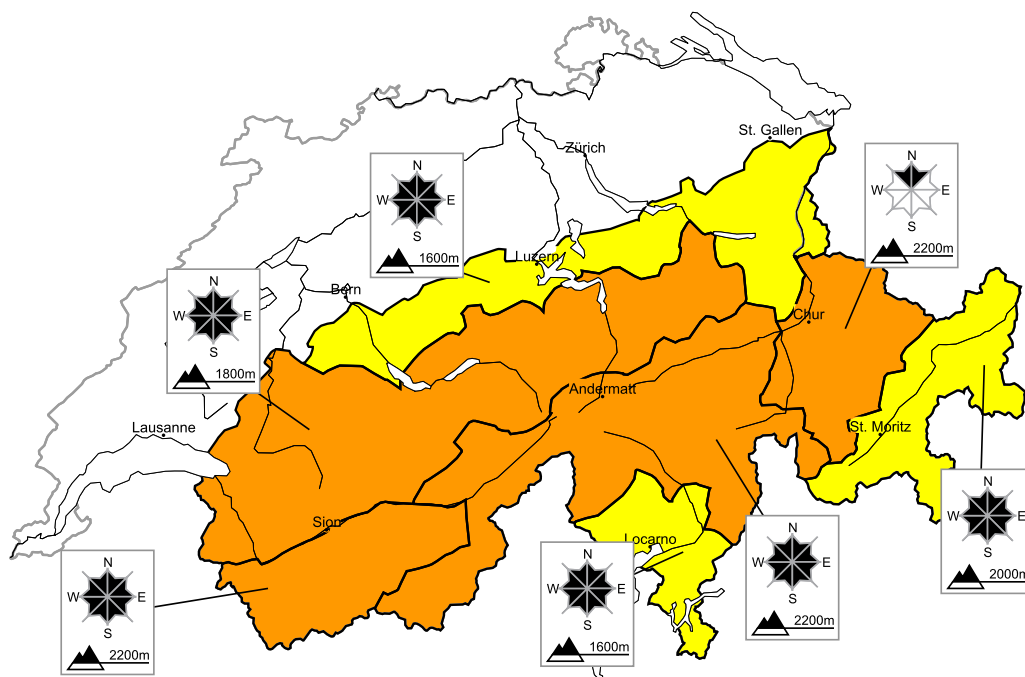 St. Gallen
Zürich
N
W E
S
2200m
N
W E
S
1600m
Luzern
Bern
N
W E
S
1800m
Chur
Andermatt
Lausanne
St. Moritz
N
W E
S
2000m
Sion
Locarno
N
W E
S
2200m
N
W E
S
1600m
N
W E
S
2200m